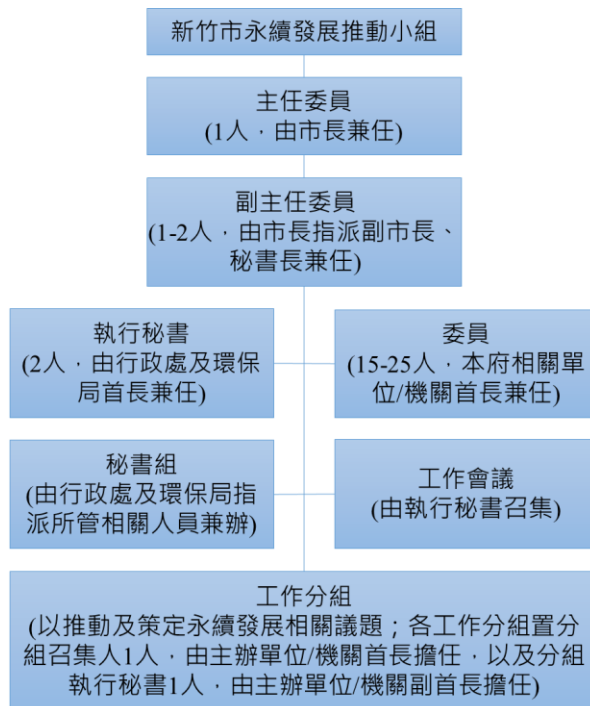 新竹市永續發展推動小組
主任委員
(1人，由市長兼任)
副主任委員
(1-2人，由市長指派副市長、
秘書長兼任)
執行秘書
(2人，由行政處及環保
局首長兼任)
委員
(15-25人，本府相關單
位/機關首長兼任)
秘書組
(由行政處及環保局指
派所管相關人員兼辦)
工作會議
(由執行秘書召集)
工作分組
(以推動及策定永續發展相關議題；各工作分組置分
組召集人1人，由主辦單位/機關首長擔任，以及分組
執行秘書1人，由主辦單位/機關副首長擔任)